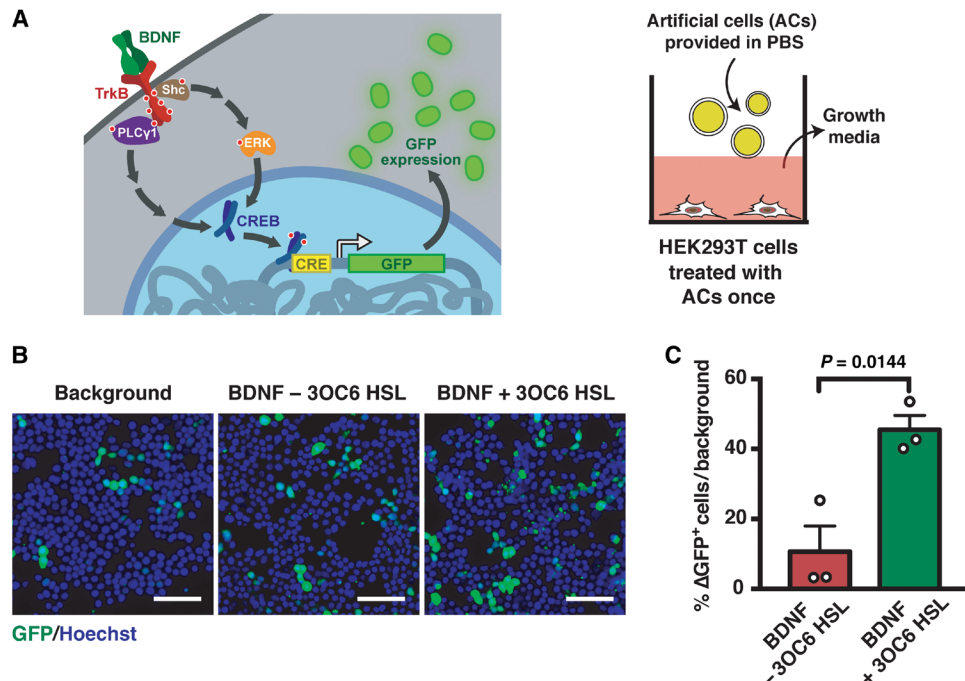 A
BDNF
TrkB
Shc
PLCγ1
ERK
CREB
CRE
GFP
GFP
expression
Artificial cells (ACs)
provided in PBS
Growth
media
HEK293T cells
treated with
ACs once
B
Background
BDNF – 3OC6 HSL
BDNF + 3OC6 HSL
GFP/Hoechst
C
P = 0.0144
% ΔGFP⁺ cells/background
60
40
20
0
BDNF
– 3OC6 HSL
BDNF
+ 3OC6 HSL